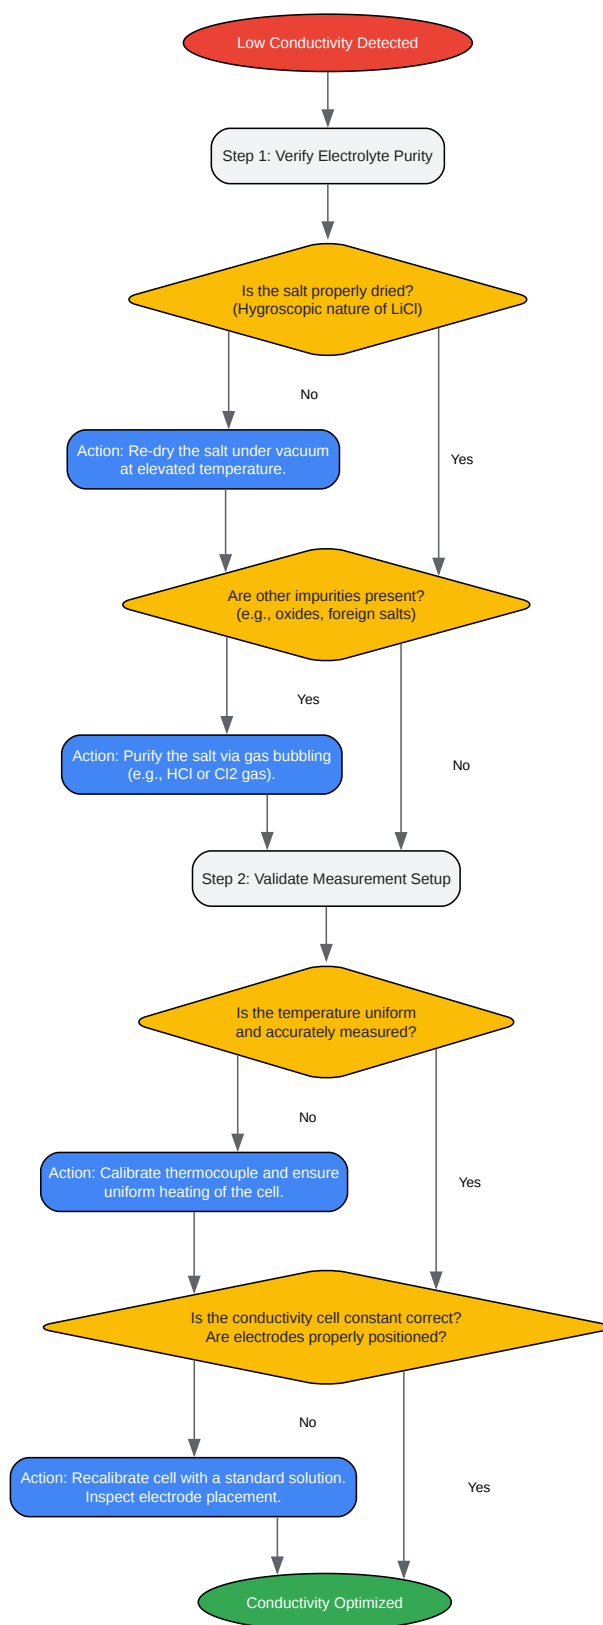 Low Conductivity Detected
Step 1: Verify Electrolyte Purity
Is the salt properly dried?
(Hygroscopic nature of LiCl)
No
Yes
Action: Re-dry the salt under vacuum
at elevated temperature.
Are other impurities present?
(e.g., oxides, foreign salts)
Yes
No
Action: Purify the salt via gas bubbling
(e.g., HCl or Cl2 gas).
Step 2: Validate Measurement Setup
Is the temperature uniform
and accurately measured?
No
Yes
Action: Calibrate thermocouple and ensure
uniform heating of the cell.
Is the conductivity cell constant correct?
Are electrodes properly positioned?
No
Yes
Action: Recalibrate cell with a standard solution.
Inspect electrode placement.
Conductivity Optimized